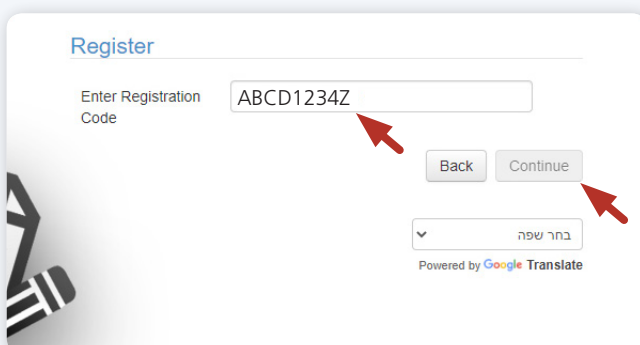 Register
Enter Registration
Code
ABCD1234Z
Back
Continue
בחר שפה
Powered by Google Translate